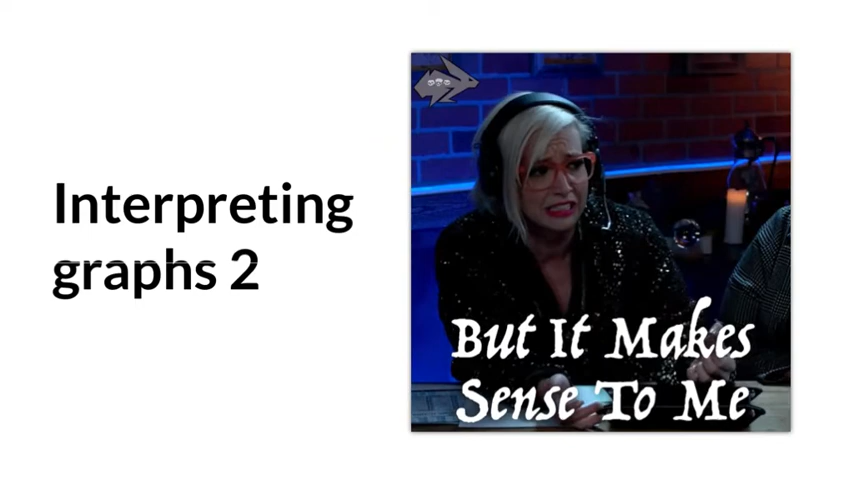 Interpreting
graphs 2
But It Makes
Sense To Me